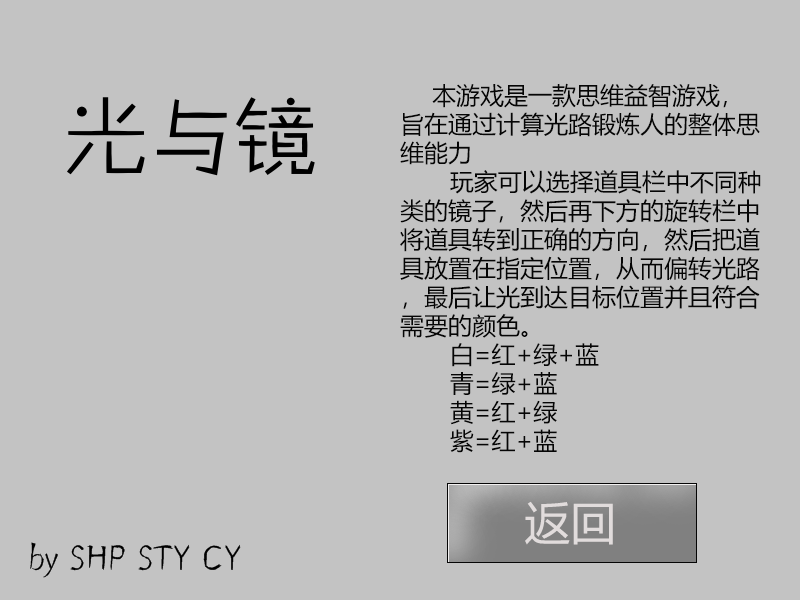 光与镜
本游戏是一款思维益智游戏，
旨在通过计算光路锻炼人的整体思
维能力
玩家可以选择道具栏中不同种
类的镜子，然后再下方的旋转栏中
将道具转到正确的方向，然后把道
具放置在指定位置，从而偏转光路
，最后让光到达目标位置并且符合
需要的颜色。
白=红+绿+蓝
青=绿+蓝
黄=红+绿
紫=红+蓝
返回
by SHP STY CY